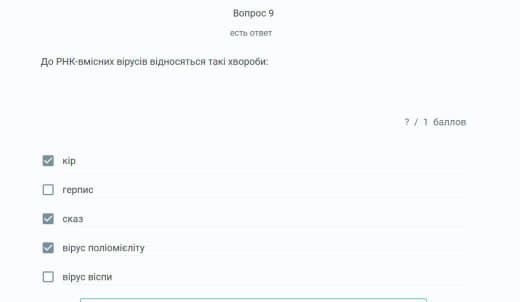 Вопрос 9
есть ответ
До РНК-вмісних вірусів відносяться такі хвороби:
? / 1 баллов
кір
герпис
сказ
вірус поліомієліту
вірус віспи